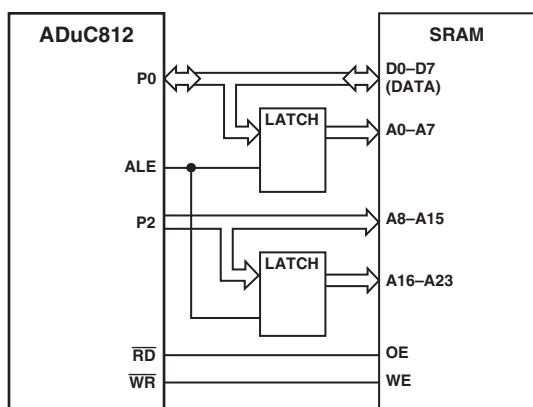 ADuC812
SRAM
P0
D0–D7
(DATA)
LATCH
A0–A7
ALE
P2
A8–A15
LATCH
A16–A23
RD
OE
WR
WE